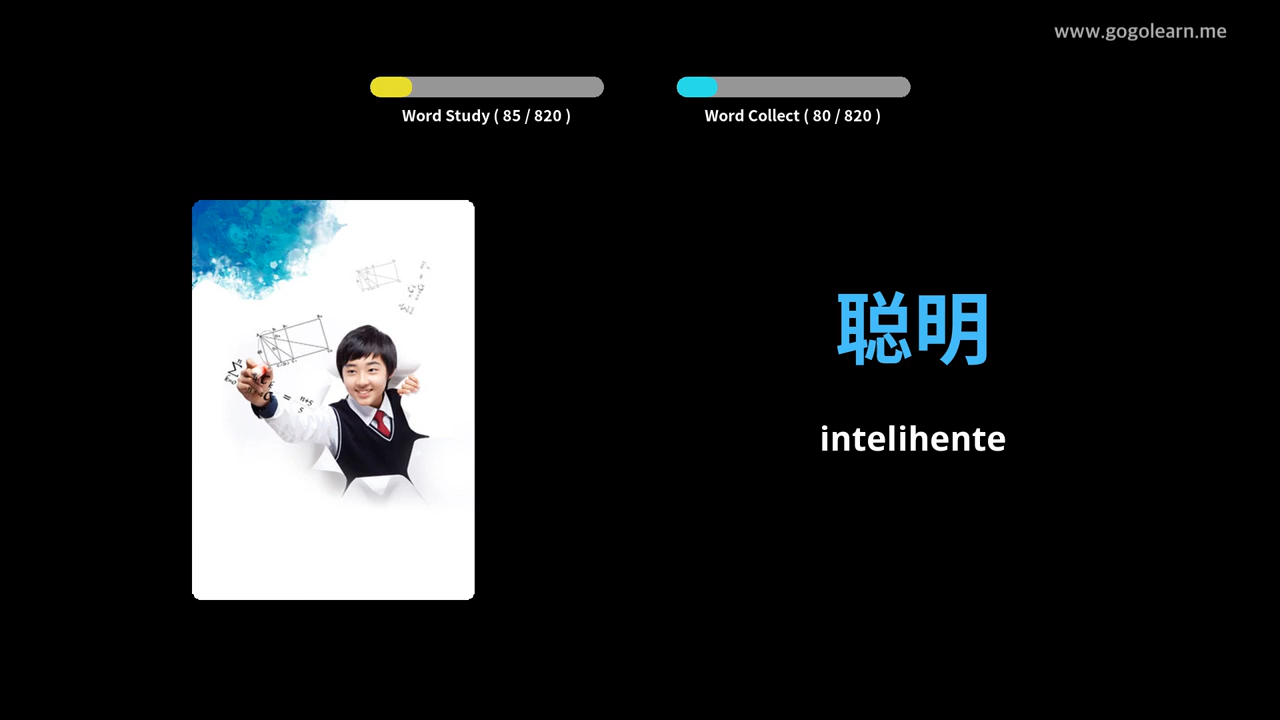 www.gogolearn.me
Word Study ( 85 / 820 )
Word Collect ( 80 / 820 )
聪明
intelihente